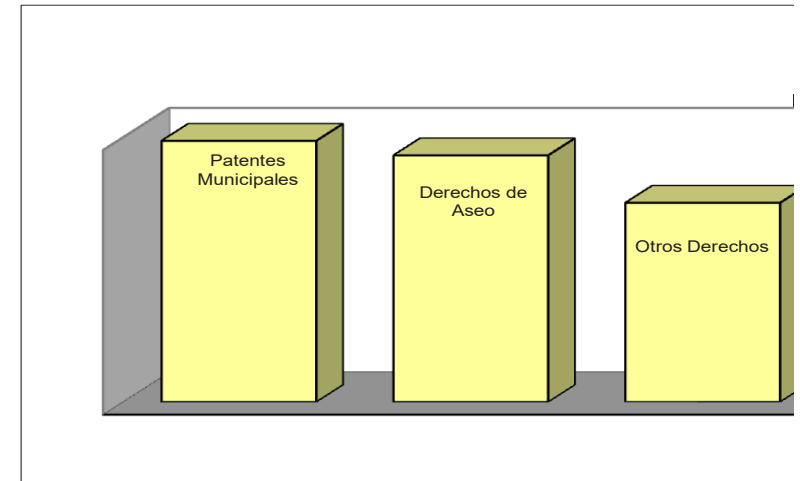 Patentes
Municipales
Derechos de
Aseo
Otros Derechos